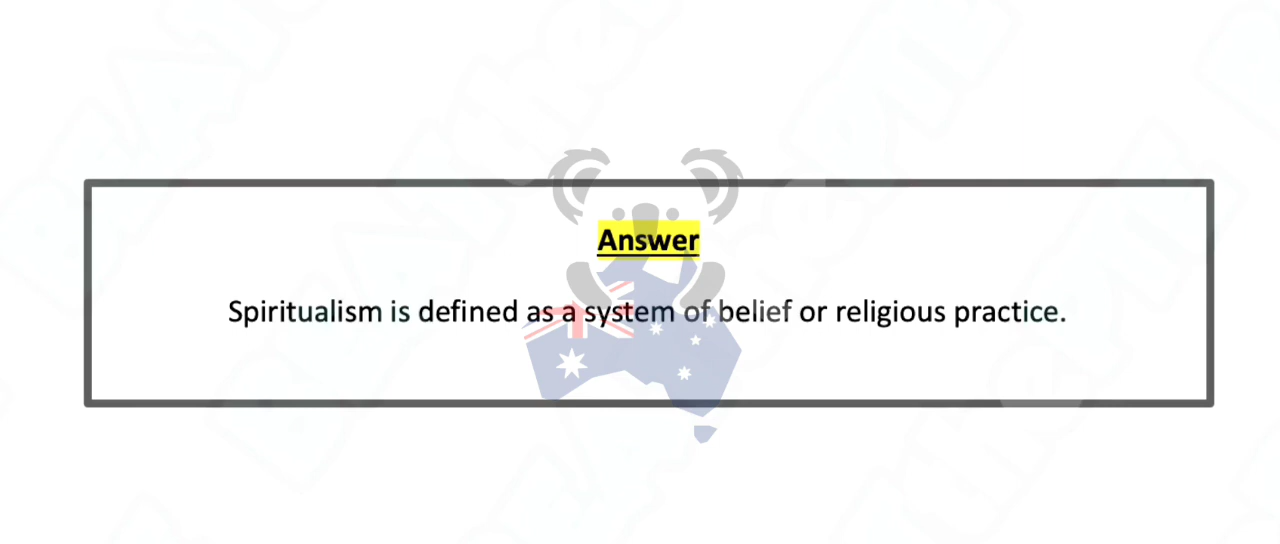 Answer
Spiritualism is defined as a system of belief or religious practice.